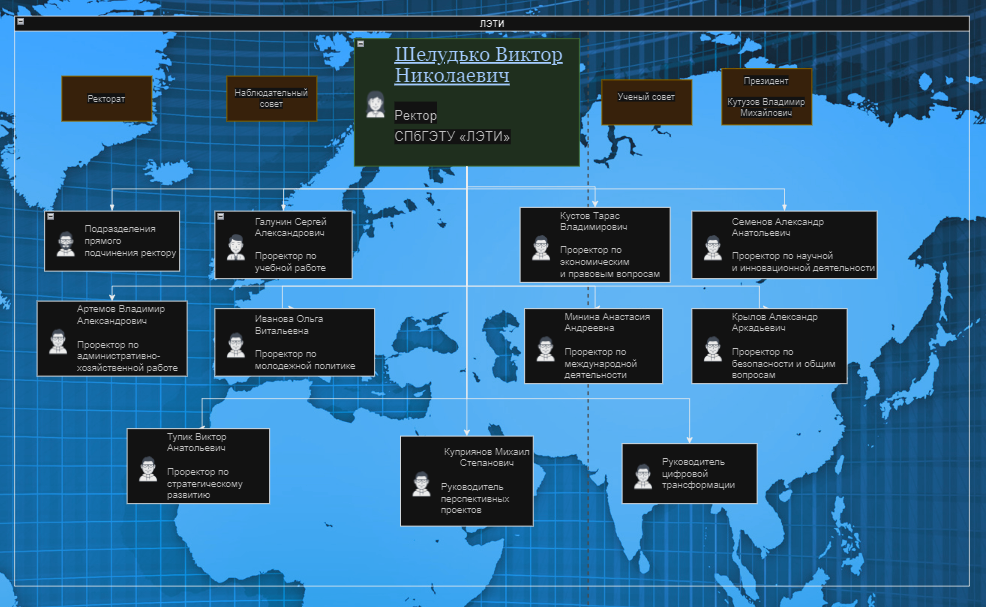 ЛЭТИ
Шелудько Виктор
Николаевич
Ректор
СПбГЭТУ «ЛЭТИ»
Ректорат
Наблюдательный
совет
Ученый совет
Президент
Кутузов Владимир
Михайлович
Подразделения
прямого
подчинения ректору
Галунин Сергей
Александрович
Проректор по
учебной работе
Кустов Тарас
Владимирович
Проректор по
экономическим
и правовым вопросам
Семенов Александр
Анатольевич
Проректор по научной
и инновационной деятельности
Артемов Владимир
Александрович
Проректор по
административно-
хозяйственной работе
Иванова Ольга
Витальевна
Проректор по
молодежной политике
Минина Анастасия
Андреевна
Проректор по
международной
деятельности
Крылов Александр
Аркадьевич
Проректор по
безопасности и общим
вопросам
Тупик Виктор
Анатольевич
Проректор по
стратегическому
развитию
Куприянов Михаил
Степанович
Руководитель
перспективных
проектов
Руководитель
цифровой
трансформации